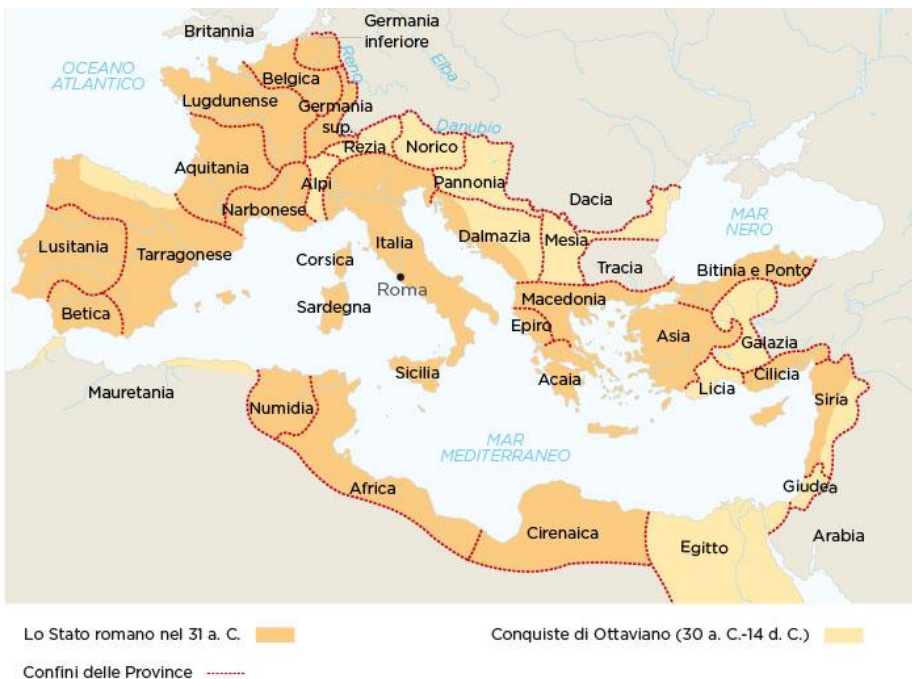 Britannia
Germania
inferiore
OCEANO
ATLANTICO
Reno
Elba
Belgica
Lugdunense
Germania
sup.
Danubio
Rezia
Norico
Aquitania
Alpi
Pannonia
Narbonese
Dacia
MAR
NERO
Lusitania
Tarragonese
Italia
Dalmazia
Mesia
Corsica
Tracia
Bitinia e Ponto
Roma
Sardegna
Macedonia
Betica
Epiro
Asia
Galazia
Sicilia
Acaia
Licia
Cilicia
Mauretania
Numidia
Siria
MAR
MEDITERRANEO
Giudea
Africa
Cirenaica
Egitto
Arabia
Lo Stato romano nel 31 a. C.
Conquiste di Ottaviano (30 a. C.-14 d. C.)
Confini delle Province